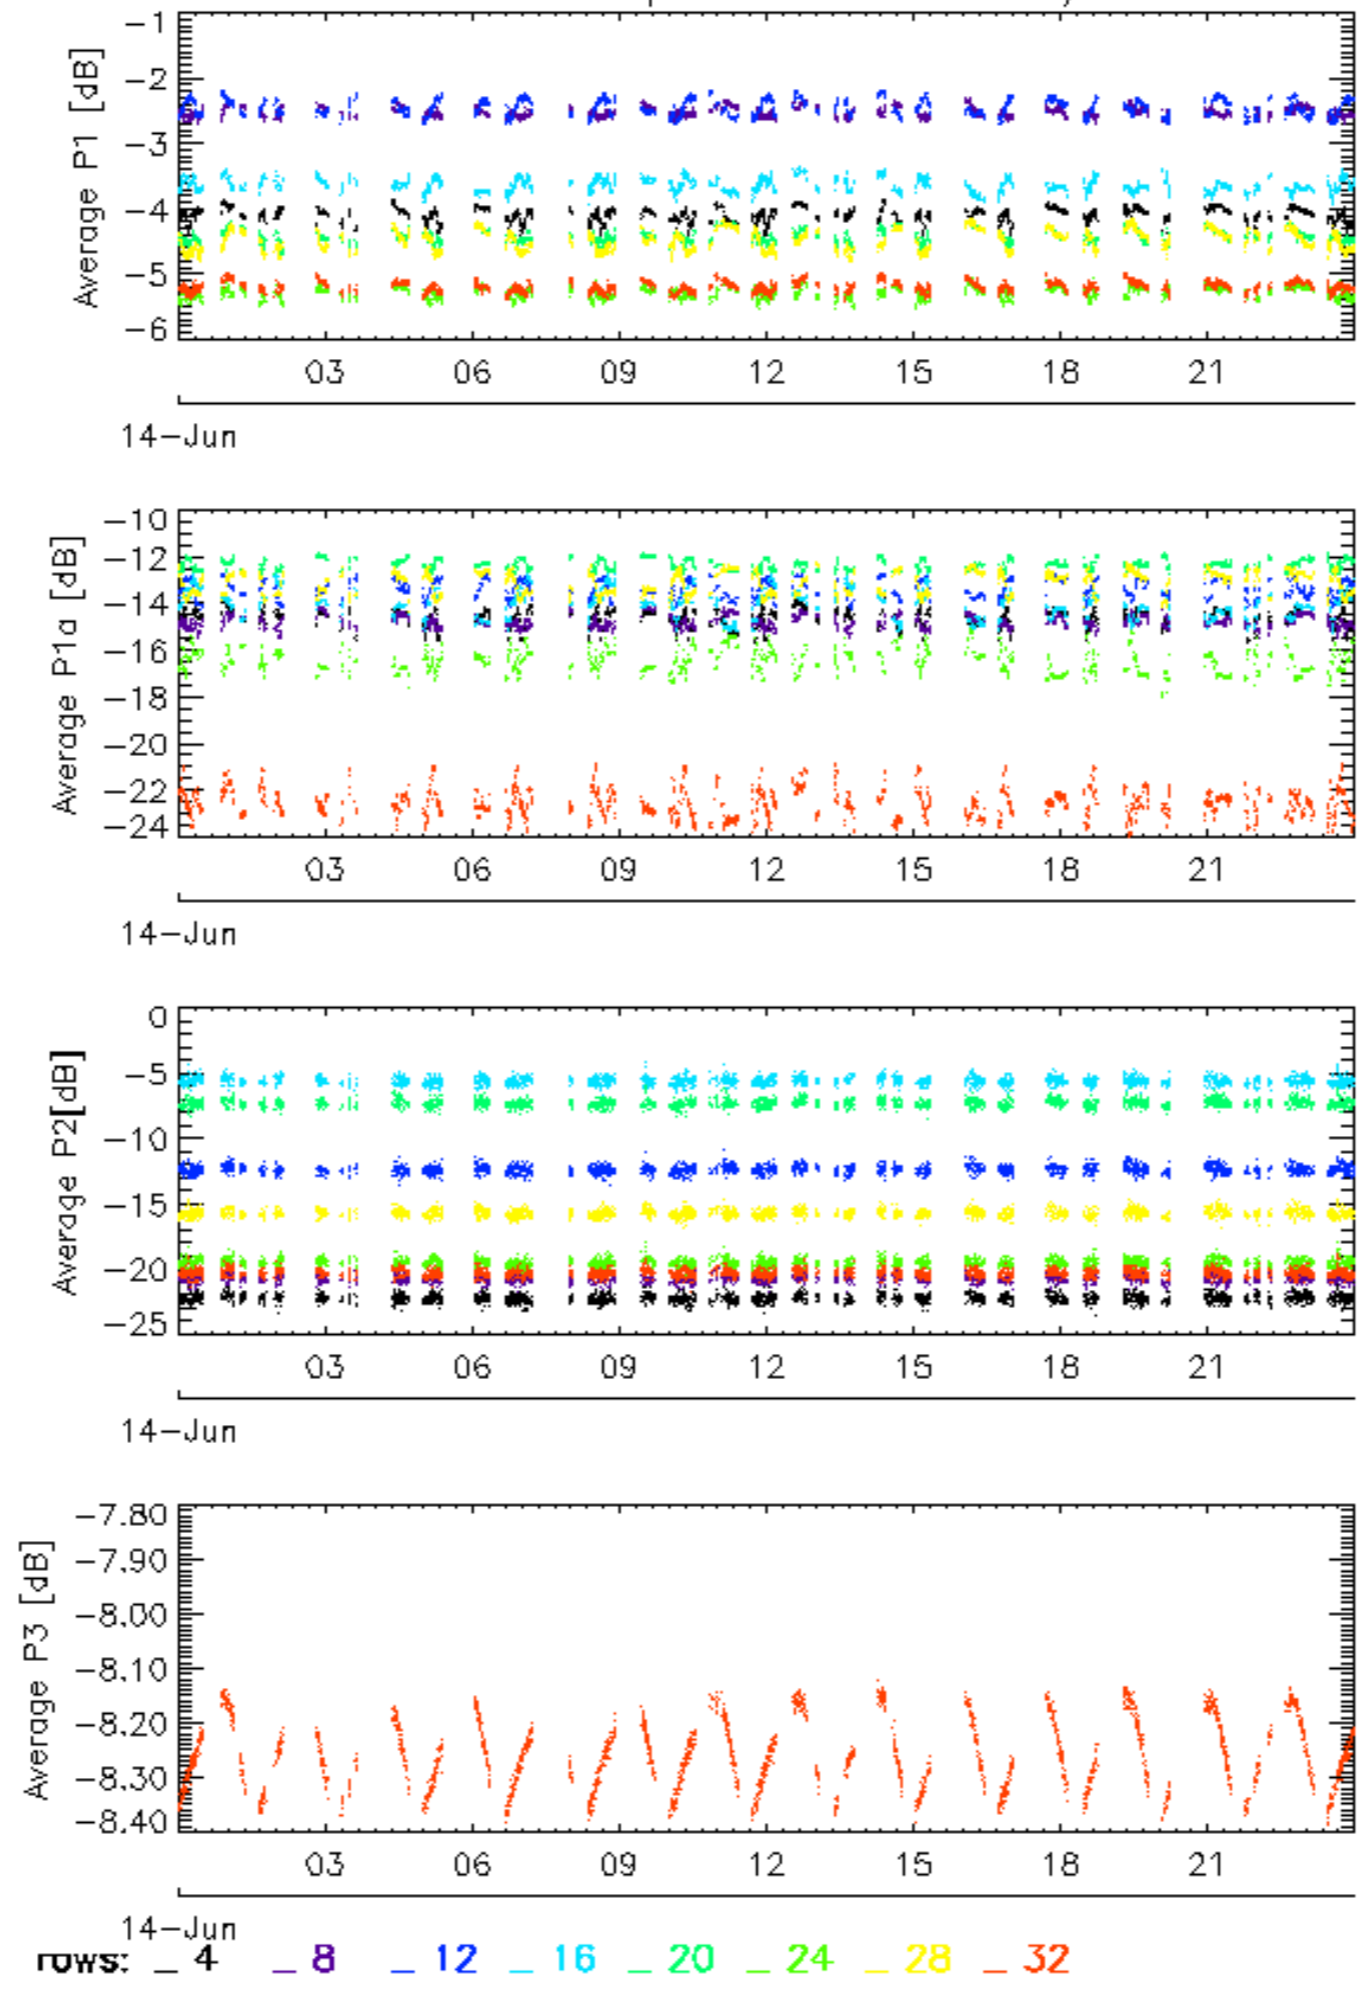 Average P1 [dB]
-1
-2
-3
-4
-5
-6
03 06 09 12 15 18 21
14-Jun
Average P1a [dB]
-10
-12
-14
-16
-18
-20
-22
-24
03 06 09 12 15 18 21
14-Jun
Average P2[dB]
0
-5
-10
-15
-20
-25
03 06 09 12 15 18 21
14-Jun
Average P3 [dB]
-7.80
-7.90
-8.00
-8.10
-8.20
-8.30
-8.40
03 06 09 12 15 18 21
14-Jun
rows: _ 4 _ 8 _ 12 _ 16 _ 20 _ 24 _ 28 _ 32